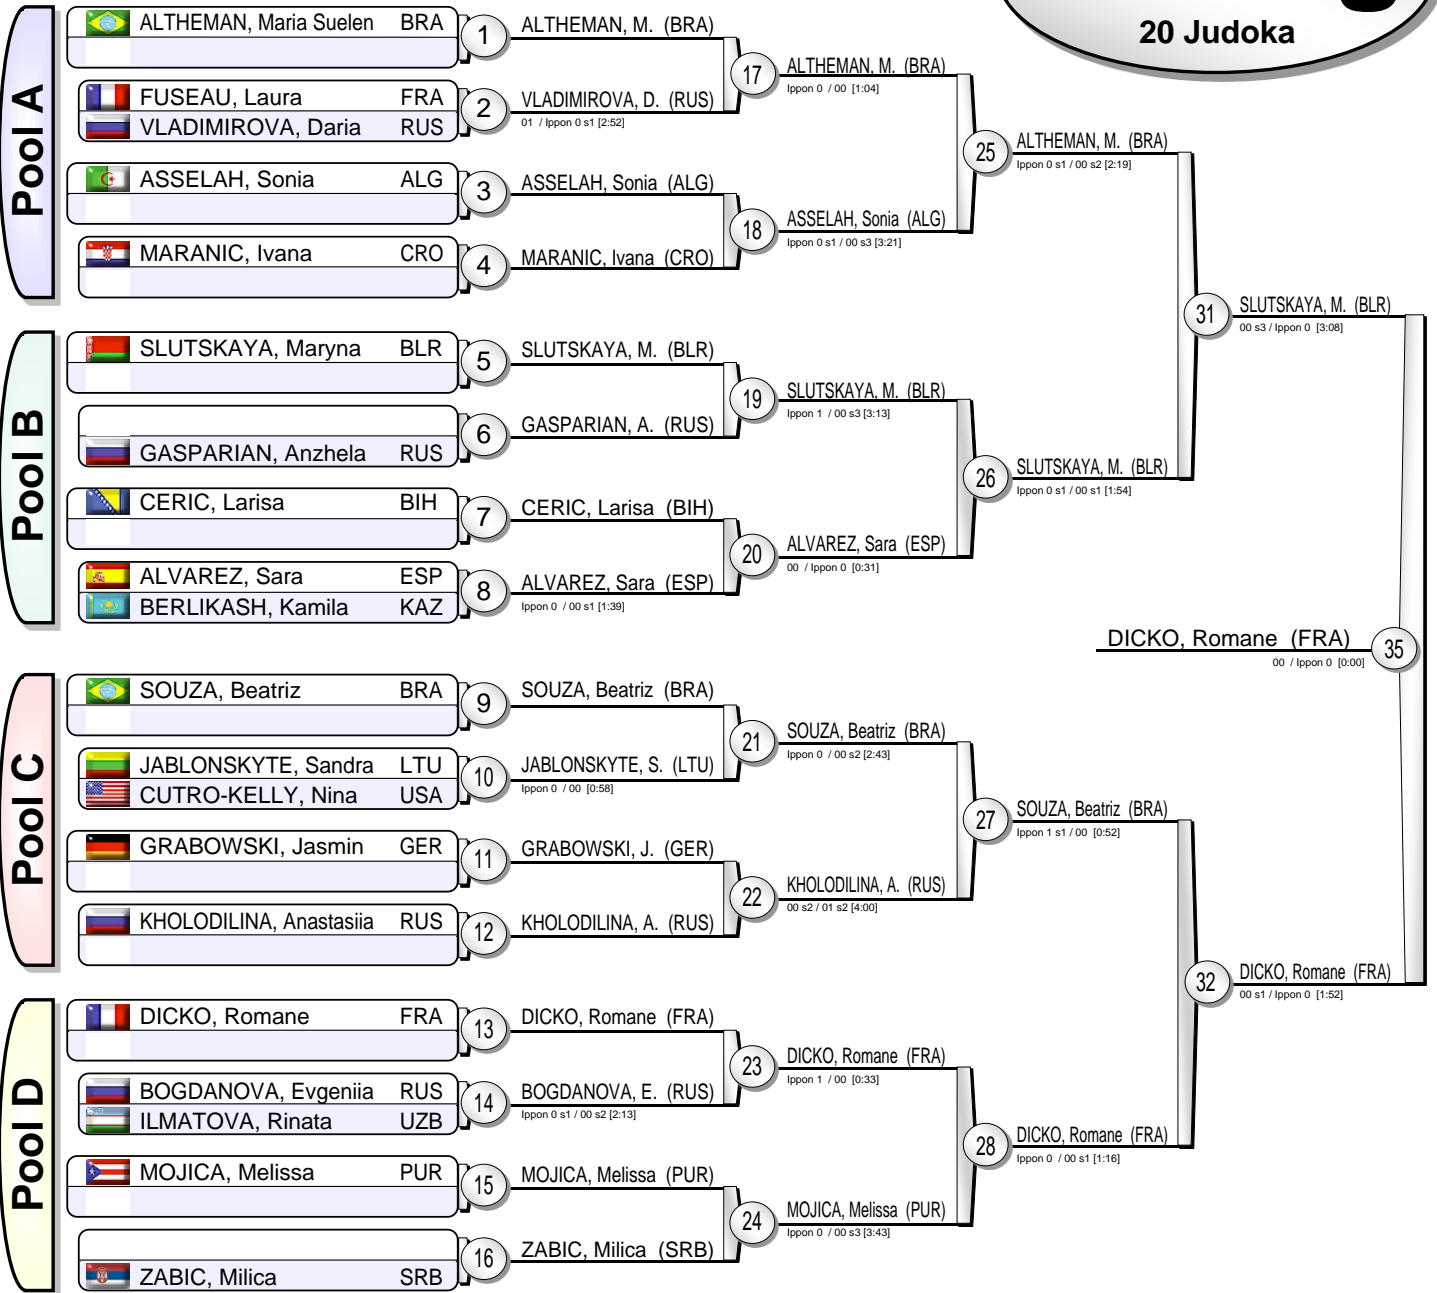 20 Judoka
Pool A
ALTHEMAN, Maria Suelen BRA
1
ALTHEMAN, M. (BRA)
FUSEAU, Laura FRA
VLADIMIROVA, Daria RUS
2
VLADIMIROVA, D. (RUS)
01 / Ippon 0 s1 [2:52]
17
ALTHEMAN, M. (BRA)
Ippon 0 / 00 [1:04]
ASSELAH, Sonia ALG
3
ASSELAH, Sonia (ALG)
MARANIC, Ivana CRO
4
MARANIC, Ivana (CRO)
18
ASSELAH, Sonia (ALG)
Ippon 0 s1 / 00 s3 [3:21]
25
ALTHEMAN, M. (BRA)
Ippon 0 s1 / 00 s2 [2:19]
Pool B
SLUTSKAYA, Maryna BLR
5
SLUTSKAYA, M. (BLR)
GASPARIAN, Anzhela RUS
6
GASPARIAN, A. (RUS)
19
SLUTSKAYA, M. (BLR)
Ippon 1 / 00 s3 [3:13]
CERIC, Larisa BIH
7
CERIC, Larisa (BIH)
ALVAREZ, Sara ESP
BERLIKASH, Kamila KAZ
8
ALVAREZ, Sara (ESP)
Ippon 0 / 00 s1 [1:39]
20
ALVAREZ, Sara (ESP)
00 / Ippon 0 [0:31]
26
SLUTSKAYA, M. (BLR)
Ippon 0 s1 / 00 s1 [1:54]
31
SLUTSKAYA, M. (BLR)
00 s3 / Ippon 0 [3:08]
DICKO, Romane (FRA)
35
00 / Ippon 0 [0:00]
Pool C
SOUZA, Beatriz BRA
9
SOUZA, Beatriz (BRA)
JABLONSKYTE, Sandra LTU
CUTRO-KELLY, Nina USA
10
JABLONSKYTE, S. (LTU)
Ippon 0 / 00 [0:58]
21
SOUZA, Beatriz (BRA)
Ippon 0 / 00 s2 [2:43]
GRABOWSKI, Jasmin GER
11
GRABOWSKI, J. (GER)
KHOLODILINA, Anastasiia RUS
12
KHOLODILINA, A. (RUS)
22
KHOLODILINA, A. (RUS)
00 s2 / 01 s2 [4:00]
27
SOUZA, Beatriz (BRA)
Ippon 1 s1 / 00 [0:52]
Pool D
DICKO, Romane FRA
13
DICKO, Romane (FRA)
BOGDANOVA, Evgeniia RUS
ILMATOVA, Rinata UZB
14
BOGDANOVA, E. (RUS)
Ippon 0 s1 / 00 s2 [2:13]
23
DICKO, Romane (FRA)
Ippon 1 / 00 [0:33]
MOJICA, Melissa PUR
15
MOJICA, Melissa (PUR)
ZABIC, Milica SRB
16
ZABIC, Milica (SRB)
24
MOJICA, Melissa (PUR)
Ippon 0 / 00 s3 [3:43]
28
DICKO, Romane (FRA)
Ippon 0 / 00 s1 [1:16]
32
DICKO, Romane (FRA)
00 s1 / Ippon 0 [1:52]